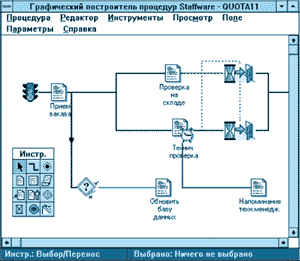 Графический построитель процедур Staffware - QUOTA11
Процедура Редактор Инструменты Просмотр Поле
Параметры Справка
Прием
заказа
Проверка
на
складе
Технич
проверка
Инстр.
?
Обновить
базу
данных
Напоминание
техн менедж.
Инстр.: Выбор/Перенос
Выбрано: Ничего не выбрано